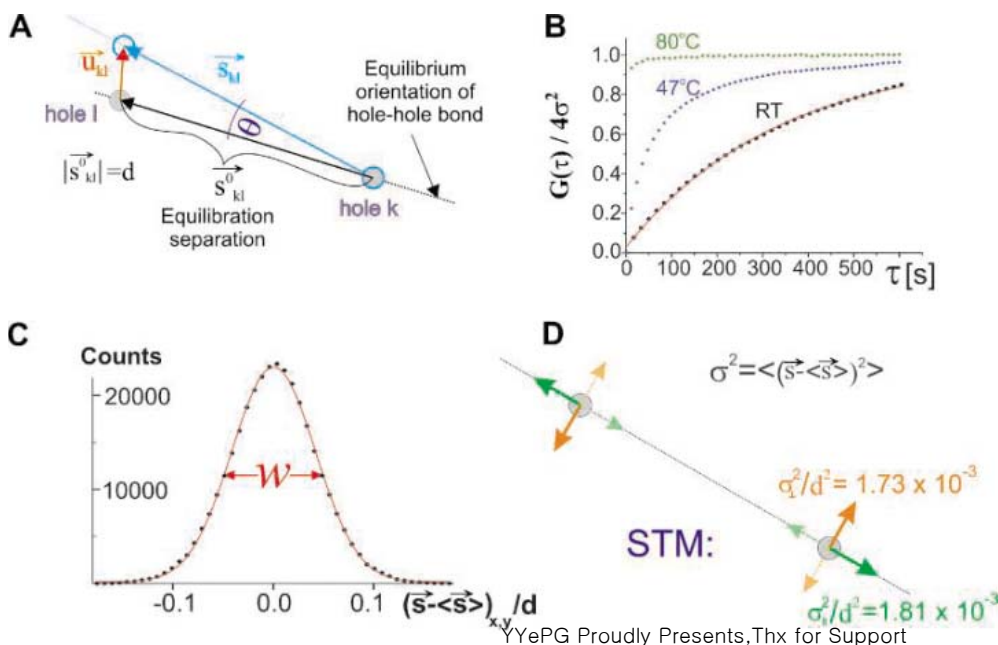 A
u_kl
s_kl
hole l
θ
|s⁰_kl|=d
s⁰_kl
Equilibration
separation
hole k
Equilibrium
orientation of
hole-hole bond
B
G(τ) / 4σ²
1.0
0.8
0.6
0.4
0.2
0.0
80°C
47°C
RT
0 100 200 300 400 500 τ [s]
C
Counts
20000
10000
w
-0.1 0.0 0.1 (s-<s>)x,y/d
D
σ²=<(s-<s>)²>
σ⊥²/d²= 1.73 x 10⁻³
STM:
σ∥²/d²=1.81 x 10⁻³
YYePG Proudly Presents,Thx for Support